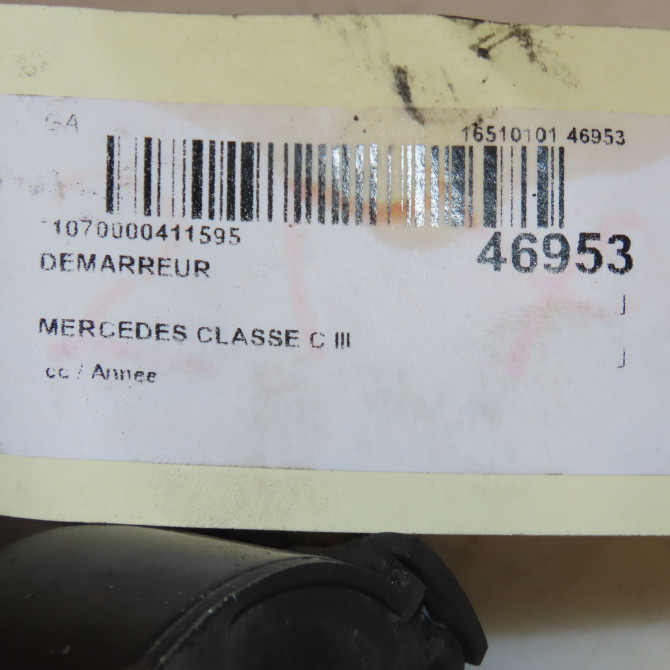 GA
16510101 46953
1070000411595
46953
DEMARREUR
J
MERCEDES CLASSE C III
J
cc / Annee